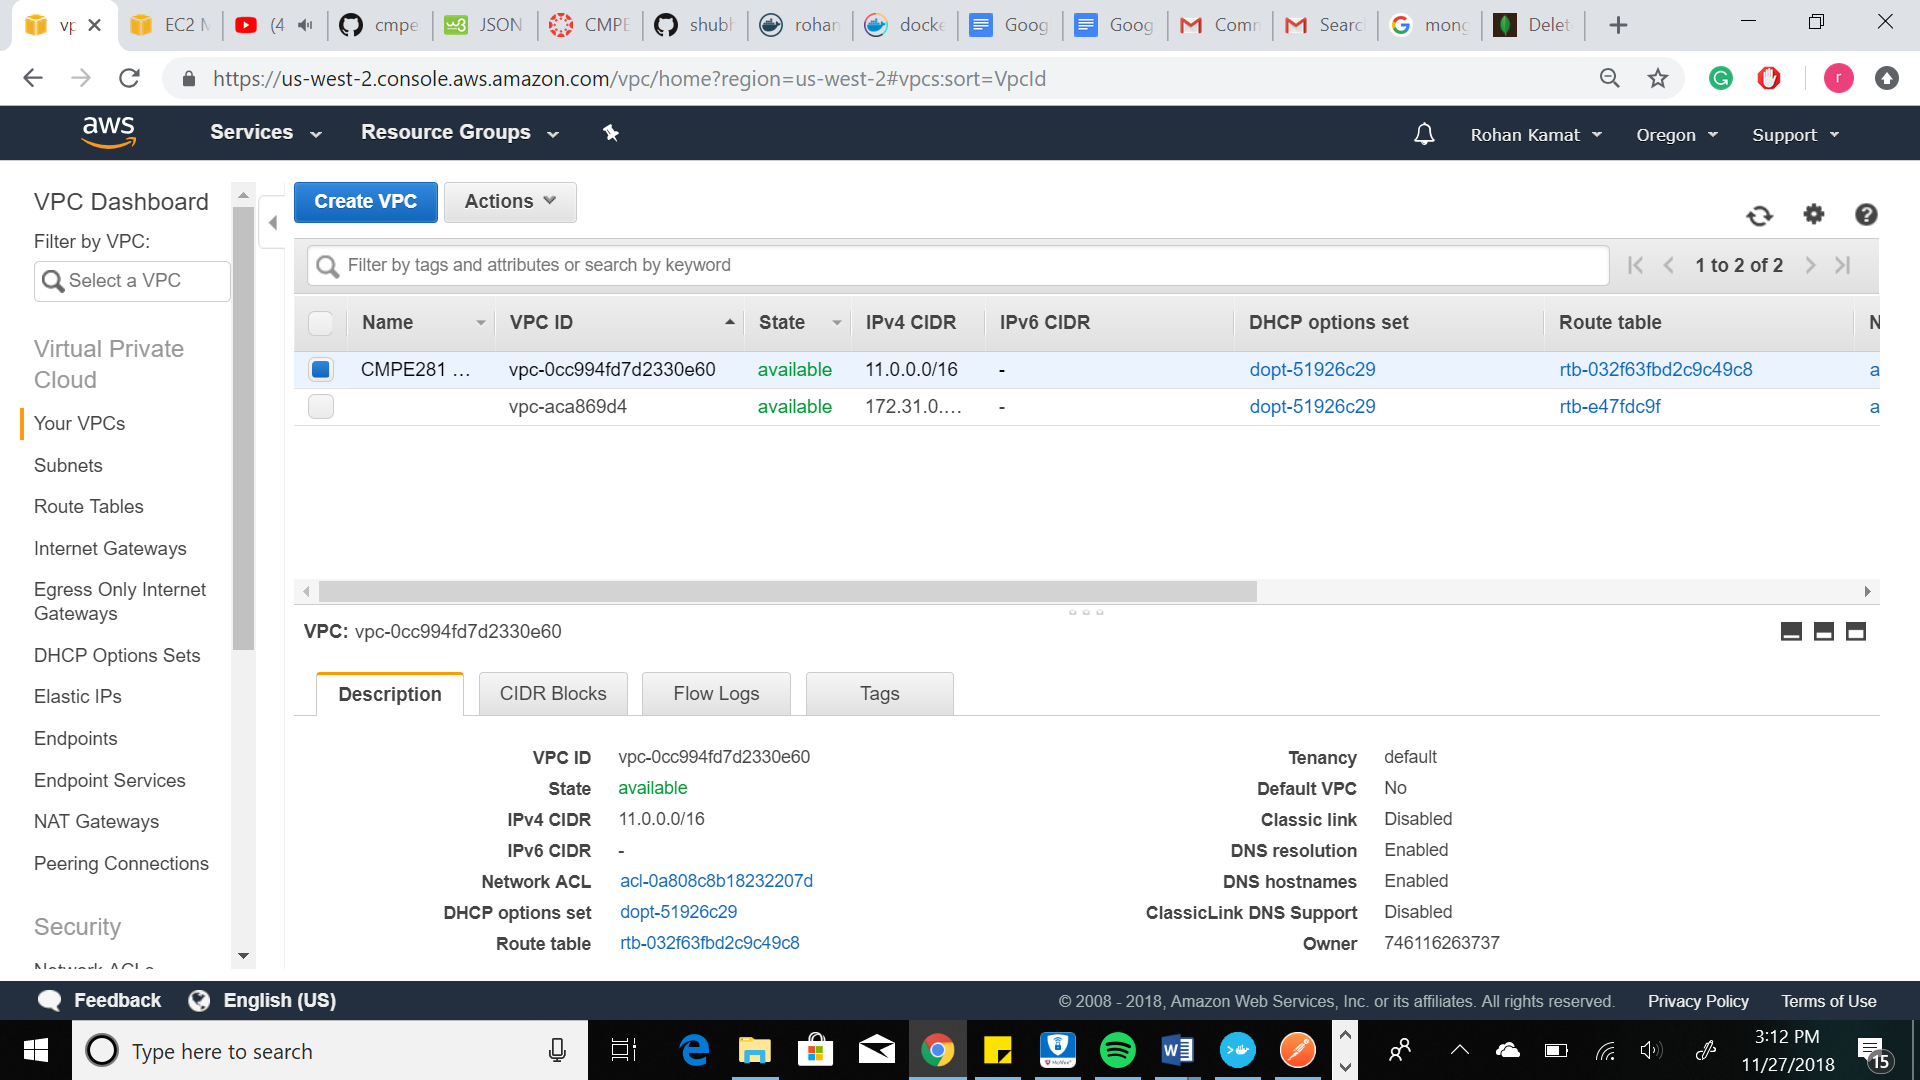 vp
EC2 M
(4
cmpe
JSON
CMPE
shubh
rohan
docke
Goog
Goog
Comm
Searc
mong
Delet
https://us-west-2.console.aws.amazon.com/vpc/home?region=us-west-2#vpcs:sort=VpcId
r
aws
Services
Resource Groups
Rohan Kamat
Oregon
Support
VPC Dashboard
Filter by VPC:
Select a VPC
Virtual Private
Cloud
Your VPCs
Subnets
Route Tables
Internet Gateways
Egress Only Internet
Gateways
DHCP Options Sets
Elastic IPs
Endpoints
Endpoint Services
NAT Gateways
Peering Connections
Security
Network ACLs
Create VPC
Actions
Filter by tags and attributes or search by keyword
1 to 2 of 2
Name VPC ID State IPv4 CIDR IPv6 CIDR DHCP options set Route table N
CMPE281 ... vpc-0cc994fd7d2330e60 available 11.0.0.0/16 - dopt-51926c29 rtb-032f63fbd2c9c49c8 a
vpc-aca869d4 available 172.31.0.... - dopt-51926c29 rtb-e47fdc9f a
VPC: vpc-0cc994fd7d2330e60
Description
CIDR Blocks
Flow Logs
Tags
VPC ID vpc-0cc994fd7d2330e60
State available
IPv4 CIDR 11.0.0.0/16
IPv6 CIDR -
Network ACL acl-0a808c8b18232207d
DHCP options set dopt-51926c29
Route table rtb-032f63fbd2c9c49c8
Tenancy default
Default VPC No
Classic link Disabled
DNS resolution Enabled
DNS hostnames Enabled
ClassicLink DNS Support Disabled
Owner 746116263737
Feedback
English (US)
© 2008 - 2018, Amazon Web Services, Inc. or its affiliates. All rights reserved.
Privacy Policy
Terms of Use
Type here to search
3:12 PM
11/27/2018
15